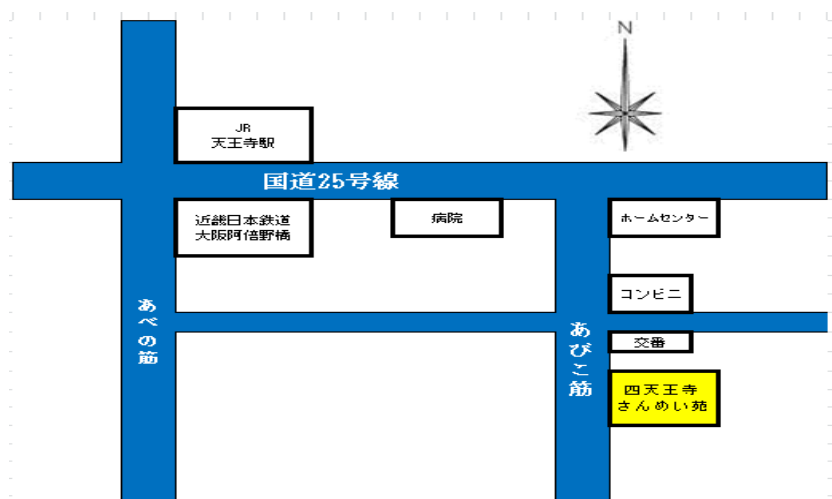 N
JR
天王寺駅
国道25号線
近畿日本鉄道
大阪阿倍野橋
病院
ホームセンター
コンビニ
あべの筋
あびこ筋
交番
四天王寺
さんめい苑